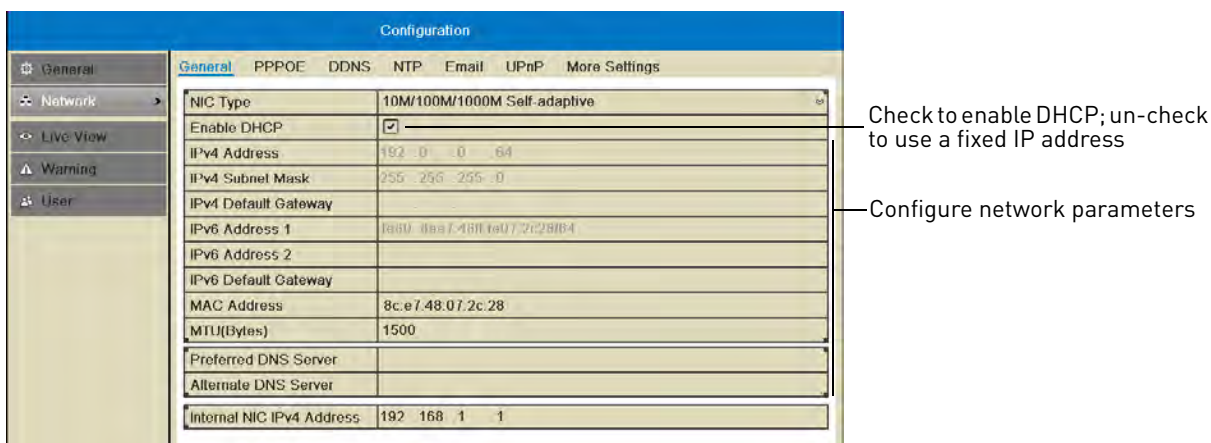 Configuration
General
Network
Live View
Warning
User
General PPPOE DDNS NTP Email UPnP More Settings
NIC Type 10M/100M/1000M Self-adaptive
Enable DHCP
IPv4 Address 192 .0 .0 .64
IPv4 Subnet Mask 255 .255 .255 .0
IPv4 Default Gateway
IPv6 Address 1
IPv6 Address 2
IPv6 Default Gateway
MAC Address 8c:e7:48:07:2c:28
MTU(Bytes) 1500
Preferred DNS Server
Alternate DNS Server
Internal NIC IPv4 Address 192 .168 .1 .1
Check to enable DHCP; un-check
to use a fixed IP address
Configure network parameters